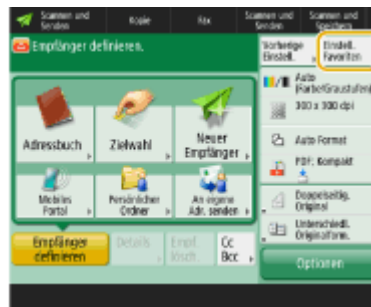 Scannen und
Senden
Kopie
Fax
Scannen und
Senden
Scannen und
Speichern
Empfänger definieren.
Vorherige
Einstell.
Einstell.
Favoriten
Adressbuch
Zielwahl
Neuer
Empfänger
Auto
(Farbe/Graustufen)
300 x 300 dpi
Auto Format
PDF: Kompakt
Mobiles
Portal
Persönlicher
Ordner
An eigene
Adr. senden
Doppelseitig.
Original
Unterschiedl.
Originalform.
Empfänger
definieren
Details
Empf.
lösch.
Cc
Bcc
Optionen